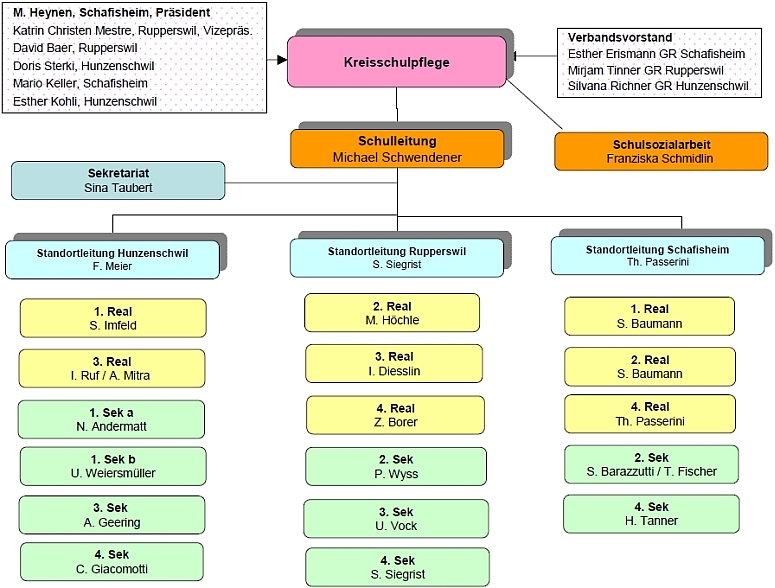 M. Heynen, Schafisheim, Präsident
Katrin Christen Mestre, Rupperswil, Vizepräs.
David Baer, Rupperswil
Doris Sterki, Hunzenschwil
Mario Keller, Schafisheim
Esther Kohli, Hunzenschwil
Kreisschulpflege
Verbandsvorstand
Esther Erismann GR Schafisheim
Mirjam Tinner GR Rupperswil
Silvana Richner GR Hunzenschwil
Schulleitung
Michael Schwendener
Schulsozialarbeit
Franziska Schmidlin
Sekretariat
Sina Taubert
Standortleitung Hunzenschwil
F. Meier
1. Real
S. Imfeld
3. Real
I. Ruf / A. Mitra
1. Sek a
N. Andermatt
1. Sek b
U. Weiersmüller
3. Sek
A. Geering
4. Sek
C. Giacomotti
Standortleitung Rupperswil
S. Siegrist
2. Real
M. Höchle
3. Real
I. Diesslin
4. Real
Z. Borer
2. Sek
P. Wyss
3. Sek
U. Vock
4. Sek
S. Siegrist
Standortleitung Schafisheim
Th. Passerini
1. Real
S. Baumann
2. Real
S. Baumann
4. Real
Th. Passerini
2. Sek
S. Barazzutti / T. Fischer
4. Sek
H. Tanner